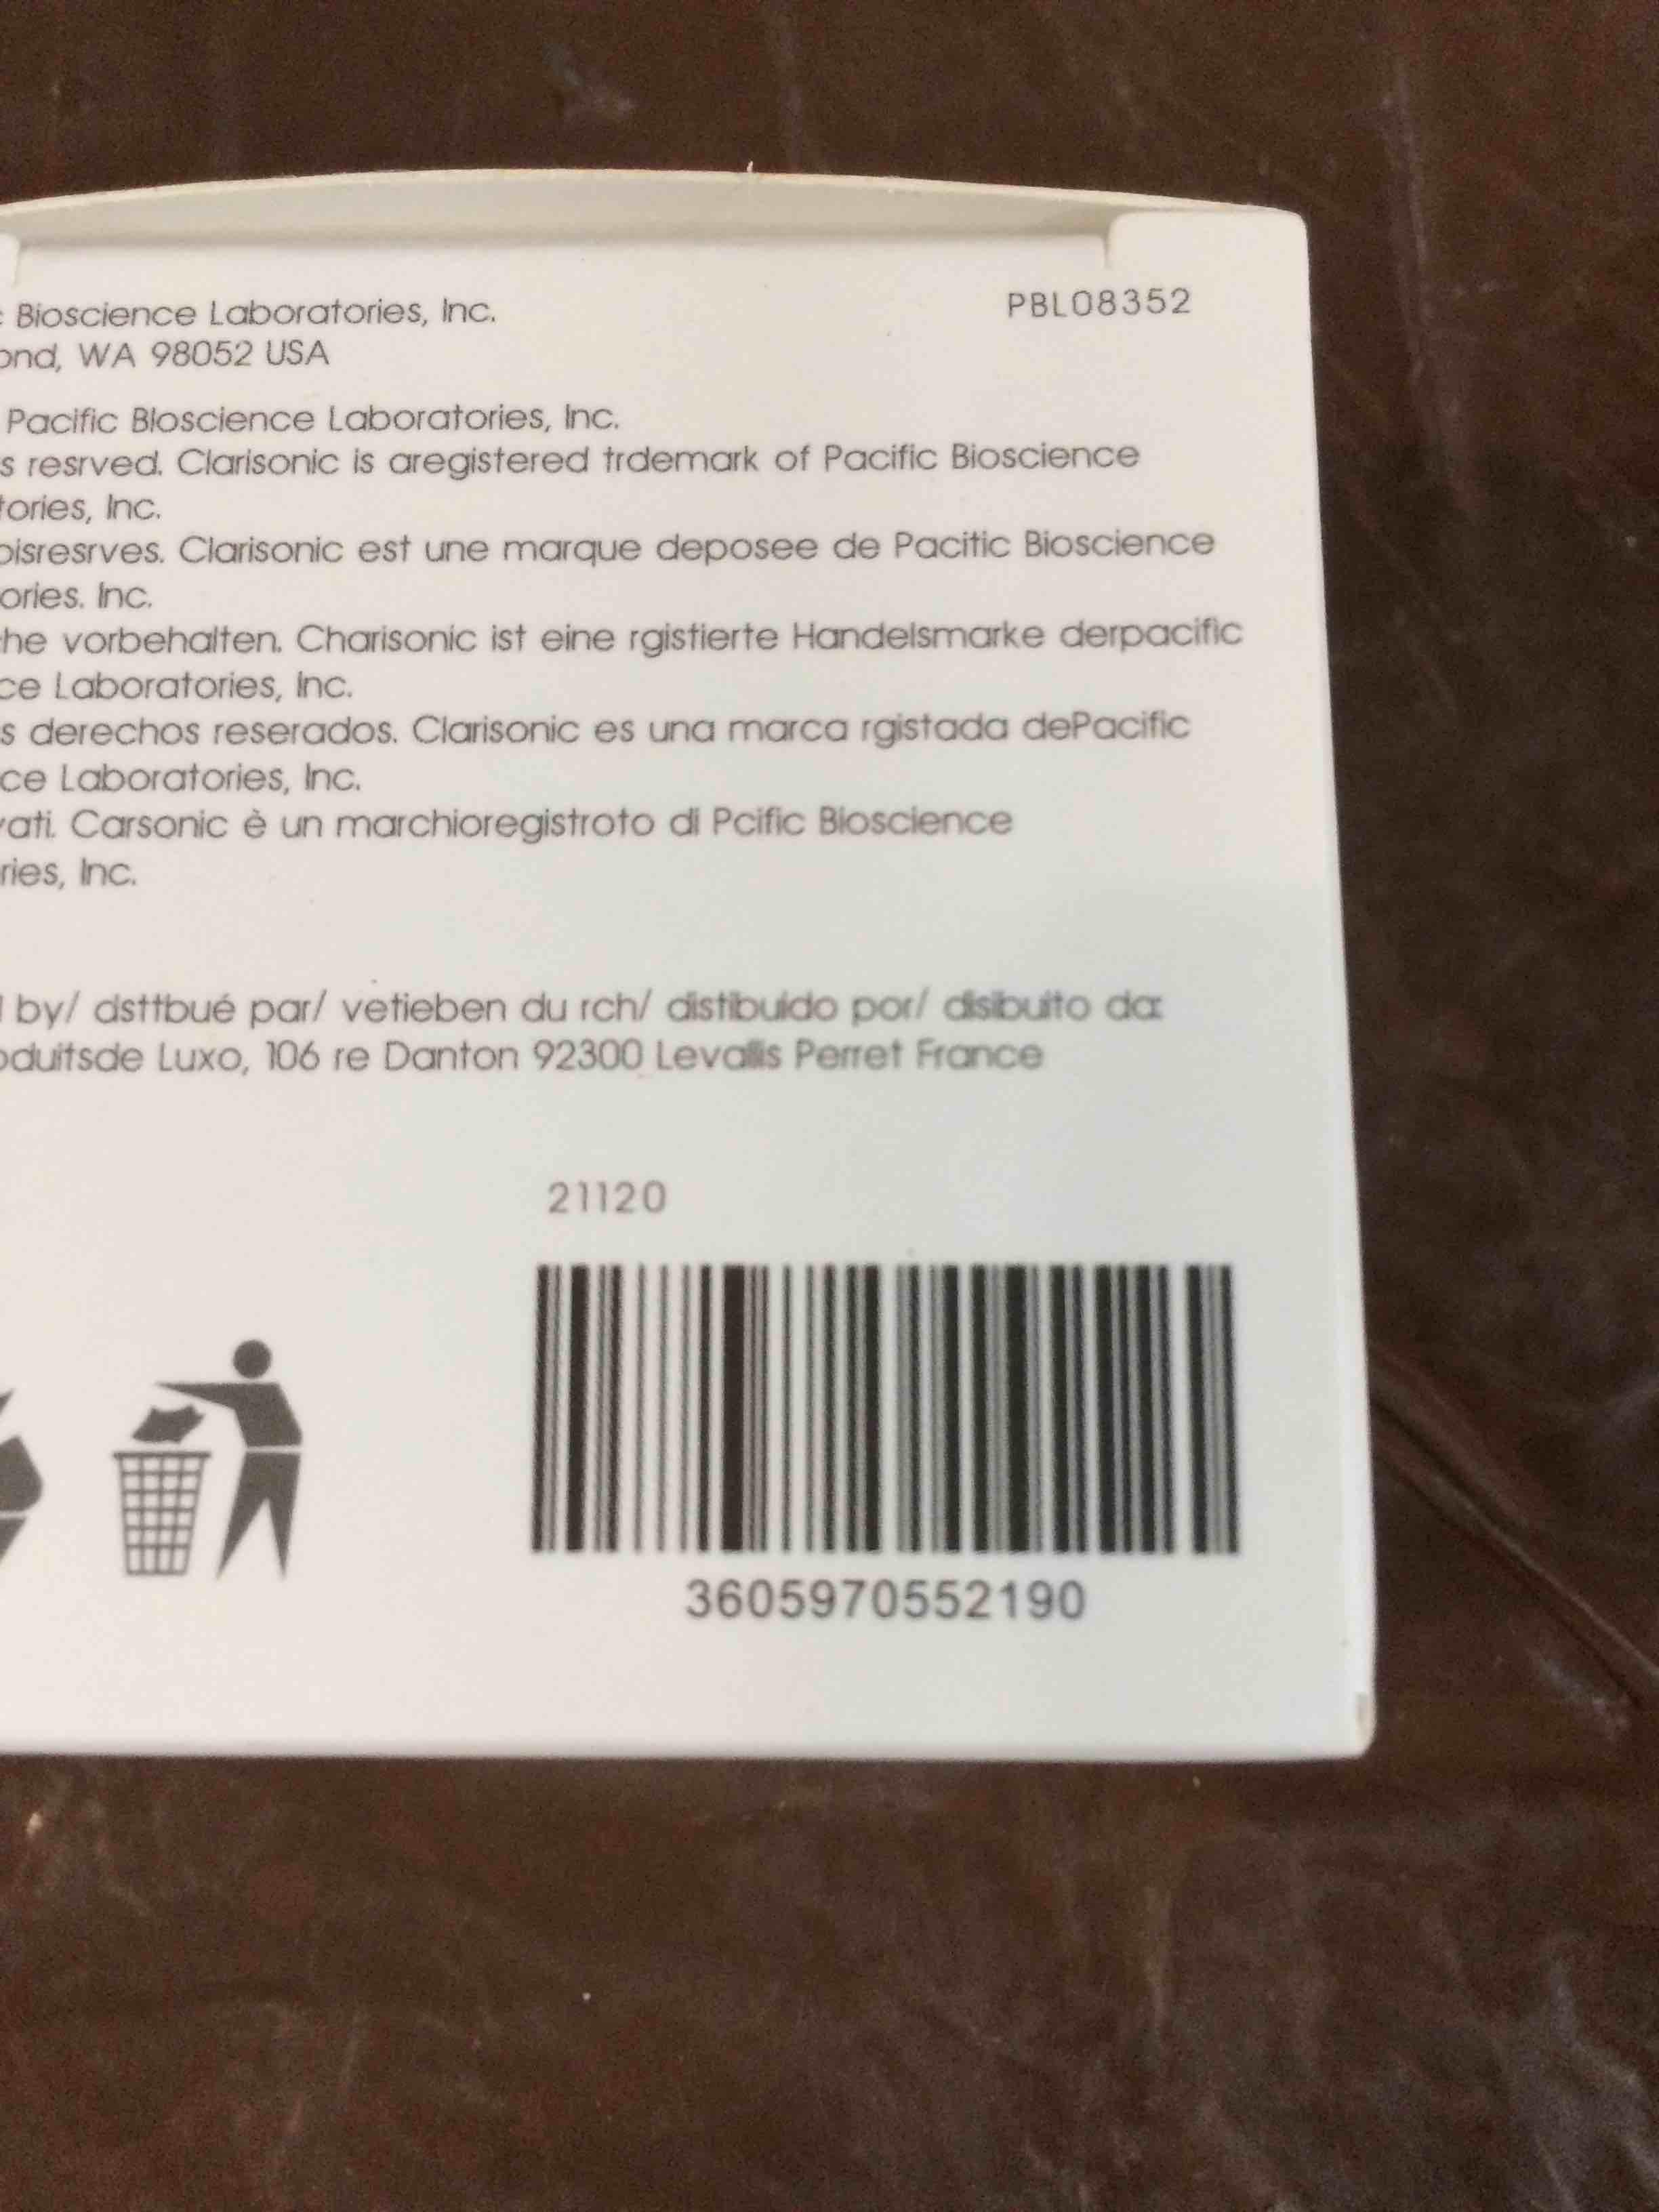 Bioscience Laboratories, Inc.
PBL08352
ond, WA 98052 USA
Pacific Bioscience Laboratories, Inc.
s resrved. Clarisonic is aregistered trdemark of Pacific Bioscience
tories, Inc.
oisresrves. Clarisonic est une marque deposee de Pacitic Bioscience
ories. Inc.
che vorbehalten. Charisonic ist eine rgistierte Handelsmarke derpacific
ce Laboratories, Inc.
s derechos reserados. Clarisonic es una marca rgistada dePacific
ce Laboratories, Inc.
vati. Carsonic è un marchioregistroto di Pcific Bioscience
ries, Inc.
by/ dsttbué par/ vetieben du rch/ distibuido por/ disibuito da:
oduitsde Luxo, 106 re Danton 92300 Levallis Perret France
21120
3605970552190